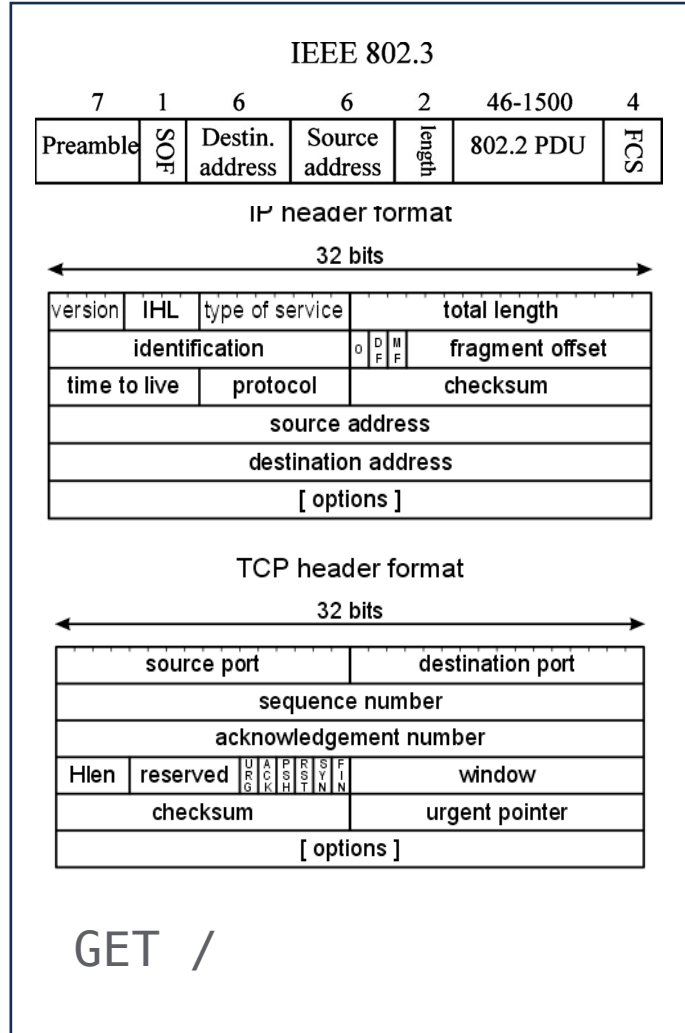 IEEE 802.3
7 1 6 6 2 46-1500 4
Preamble SOF Destin. address Source address length 802.2 PDU FCS
IP header format
32 bits
version IHL type of service total length
identification 0 DF MF fragment offset
time to live protocol checksum
source address
destination address
[ options ]
TCP header format
32 bits
source port destination port
sequence number
acknowledgement number
Hlen reserved URG ACK PSH RST SYN FIN window
checksum urgent pointer
[ options ]
GET /